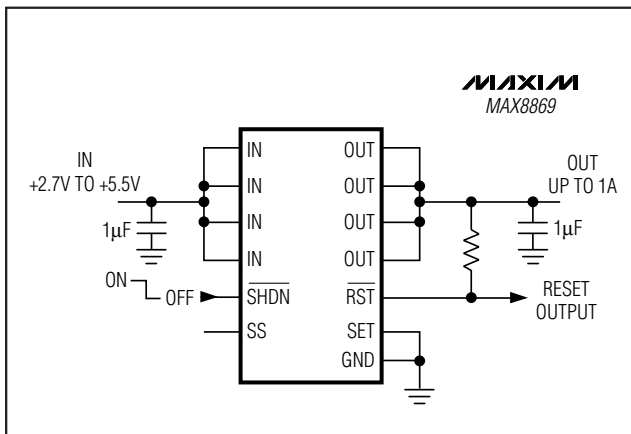 MAXIM
MAX8869
IN
+2.7V TO +5.5V
1µF
ON
OFF
IN
IN
IN
IN
SHDN
SS
OUT
OUT
OUT
OUT
RST
SET
GND
OUT
UP TO 1A
1µF
RESET
OUTPUT